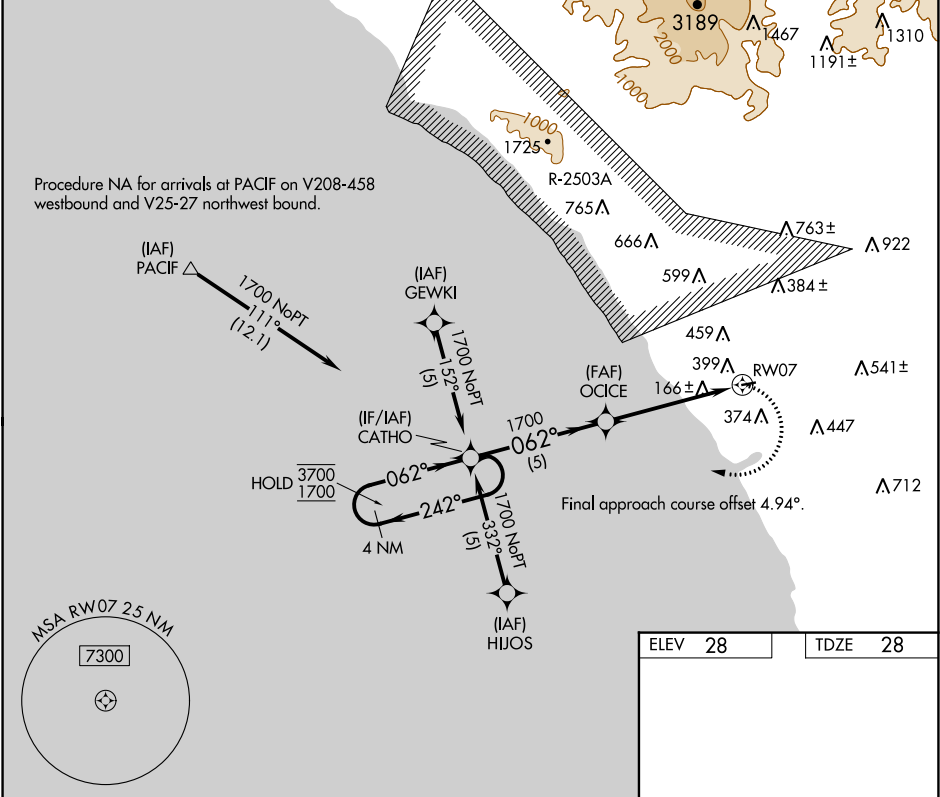 3189
1467
1310
1191±
2000
1000
1000
1725
R-2503A
765
666
763±
922
599
384±
Procedure NA for arrivals at PACIF on V208-458
westbound and V25-27 northwest bound.
(IAF)
PACIF
1700 NoPT
111°
(12.1)
(IAF)
GEWKI
1700 NoPT
152°
(5)
459
399
RW07
541±
166±
374
447
712
(FAF)
OCICE
(IF/IAF)
CATHO
1700
062°
(5)
HOLD
3700
1700
062°
242°
4 NM
1700 NoPT
332°
(5)
Final approach course offset 4.94°.
(IAF)
HIJOS
MSA RW07 25 NM
7300
ELEV 28
TDZE 28